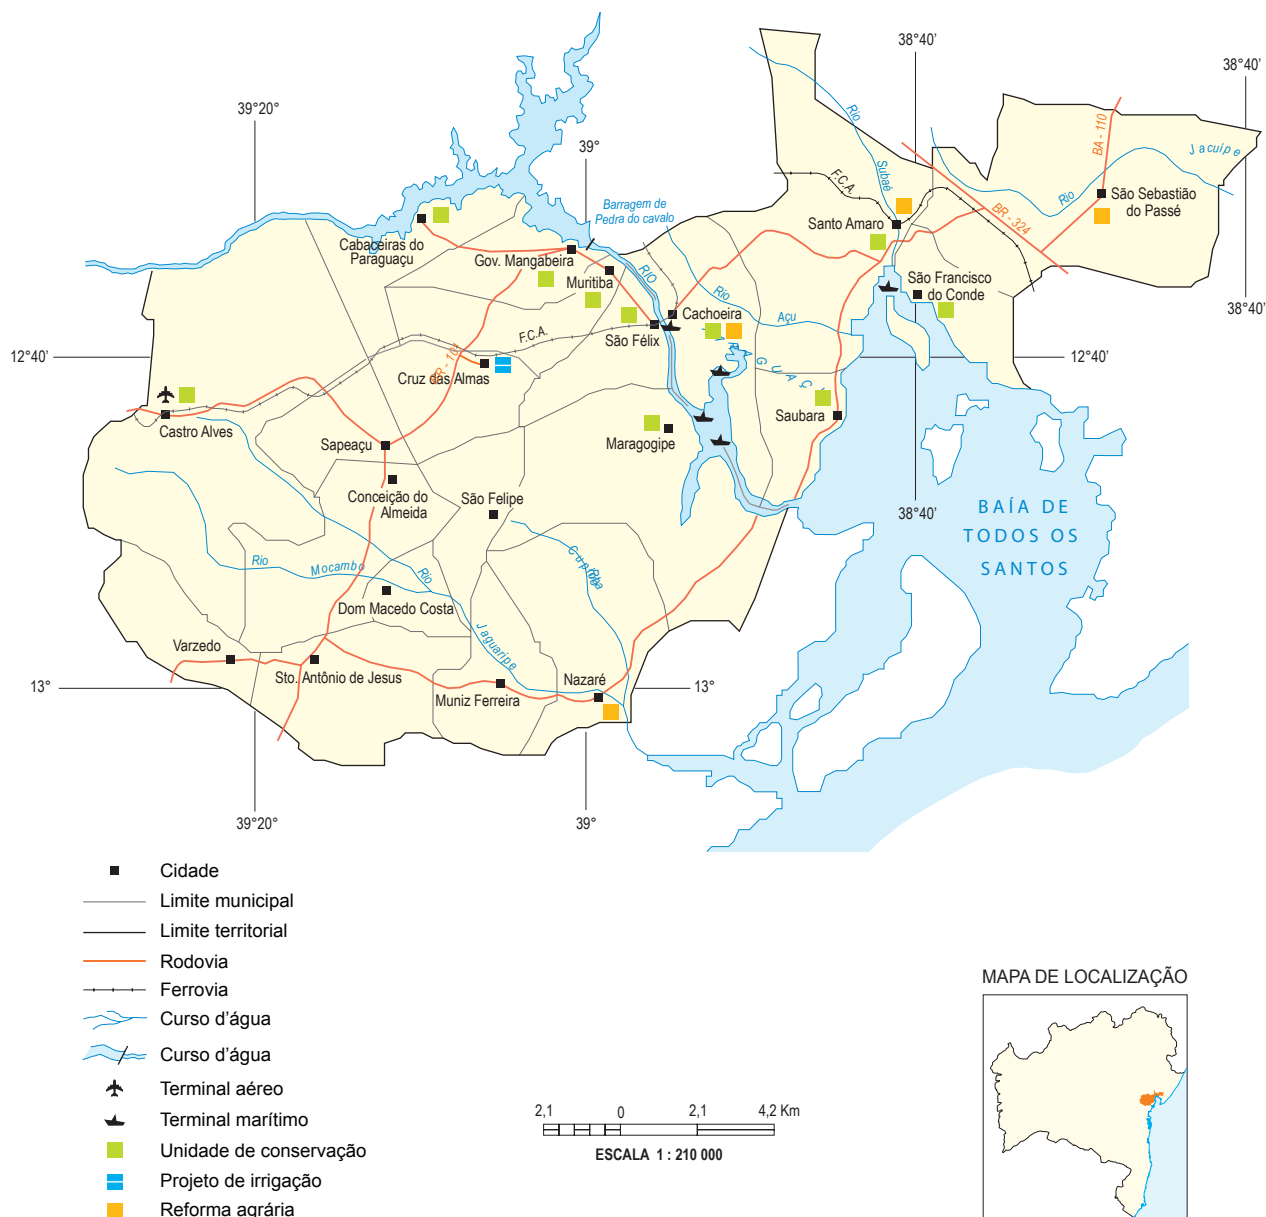 38°40'
38°40'
39°20°
39°
Rio
Subaé
F.C.A.
BA - 110
Jacuípe
Rio
São Sebastião
do Passé
BR - 324
Barragem de
Pedra do cavalo
Santo Amaro
Cabaceiras do
Paraguaçu
Gov. Mangabeira
Muritiba
RIO
São Francisco
do Conde
38°40'
Rio
Açu
Cachoeira
São Félix
F.C.A.
PARAGUAÇU
12°40'
12°40'
BR - 101
Cruz das Almas
Castro Alves
Saubara
Maragogipe
Sapeaçu
Conceição do
Almeida
São Felipe
38°40'
BAÍA DE
TODOS OS
SANTOS
Rio
Mocambo
Rio
Dom Macedo Costa
Jaguaripe
Varzedo
Sto. Antônio de Jesus
Muniz Ferreira
Nazaré
13°
13°
39°20'
39°
Cidade
Limite municipal
Limite territorial
Rodovia
Ferrovia
Curso d'água
Curso d'água
Terminal aéreo
Terminal marítimo
Unidade de conservação
Projeto de irrigação
Reforma agrária
2,1 0 2,1 4,2 Km
ESCALA 1 : 210 000
MAPA DE LOCALIZAÇÃO